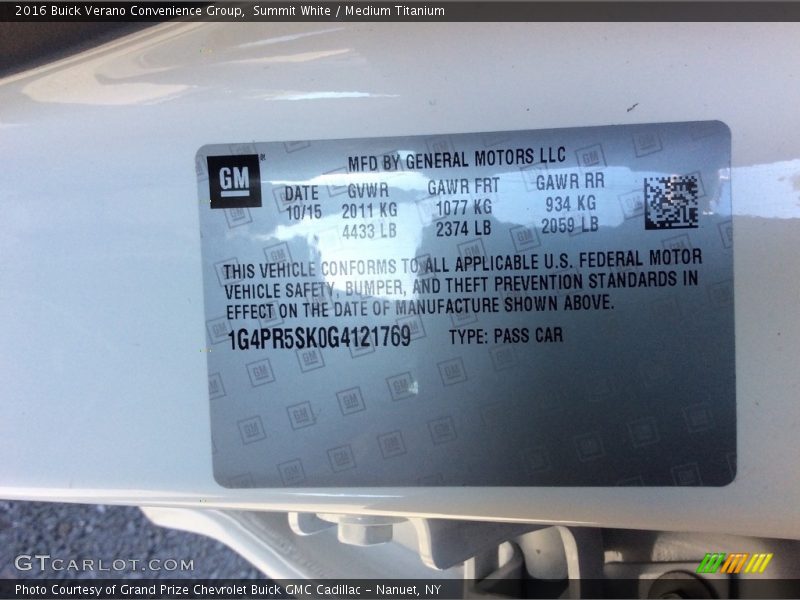 2016 Buick Verano Convenience Group,  Summit White / Medium Titanium
GM
MFD BY GENERAL MOTORS LLC
DATE GVWR GAWR FRT GAWR RR
10/15 2011 KG 1077 KG 934 KG
4433 LB 2374 LB 2059 LB
THIS VEHICLE CONFORMS TO ALL APPLICABLE U.S. FEDERAL MOTOR
VEHICLE SAFETY, BUMPER, AND THEFT PREVENTION STANDARDS IN
EFFECT ON THE DATE OF MANUFACTURE SHOWN ABOVE.
1G4PR5SK0G4121769 TYPE: PASS CAR
GTCARLOT.COM
Photo Courtesy of Grand Prize Chevrolet Buick GMC Cadillac – Nanuet, NY